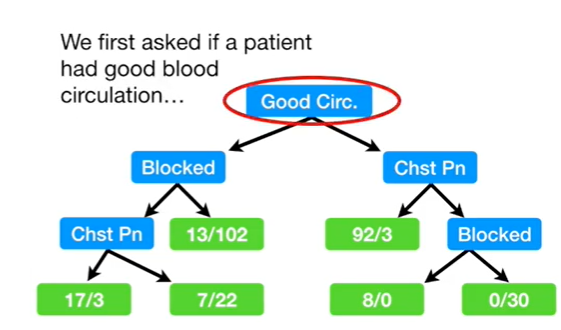 We first asked if a patient
had good blood
circulation...
Good Circ.
Blocked
Chst Pn
Chst Pn
13/102
92/3
Blocked
17/3
7/22
8/0
0/30